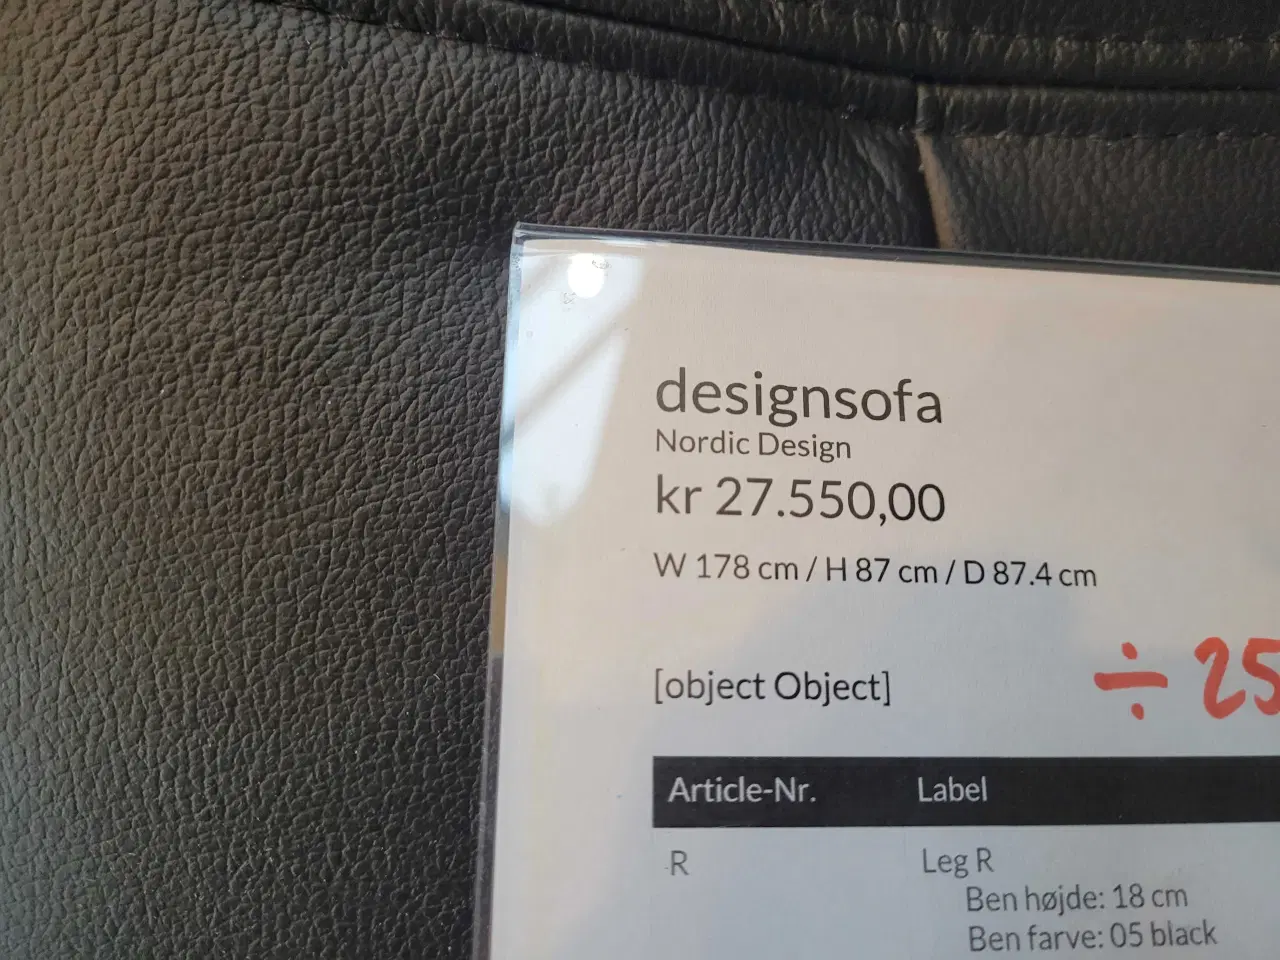 designsofa
Nordic Design
kr 27.550,00
W 178 cm / H 87 cm / D 87.4 cm
[object Object]
÷ 25
Article-Nr. Label
R Leg R
Ben højde: 18 cm
Ben farve: 05 black